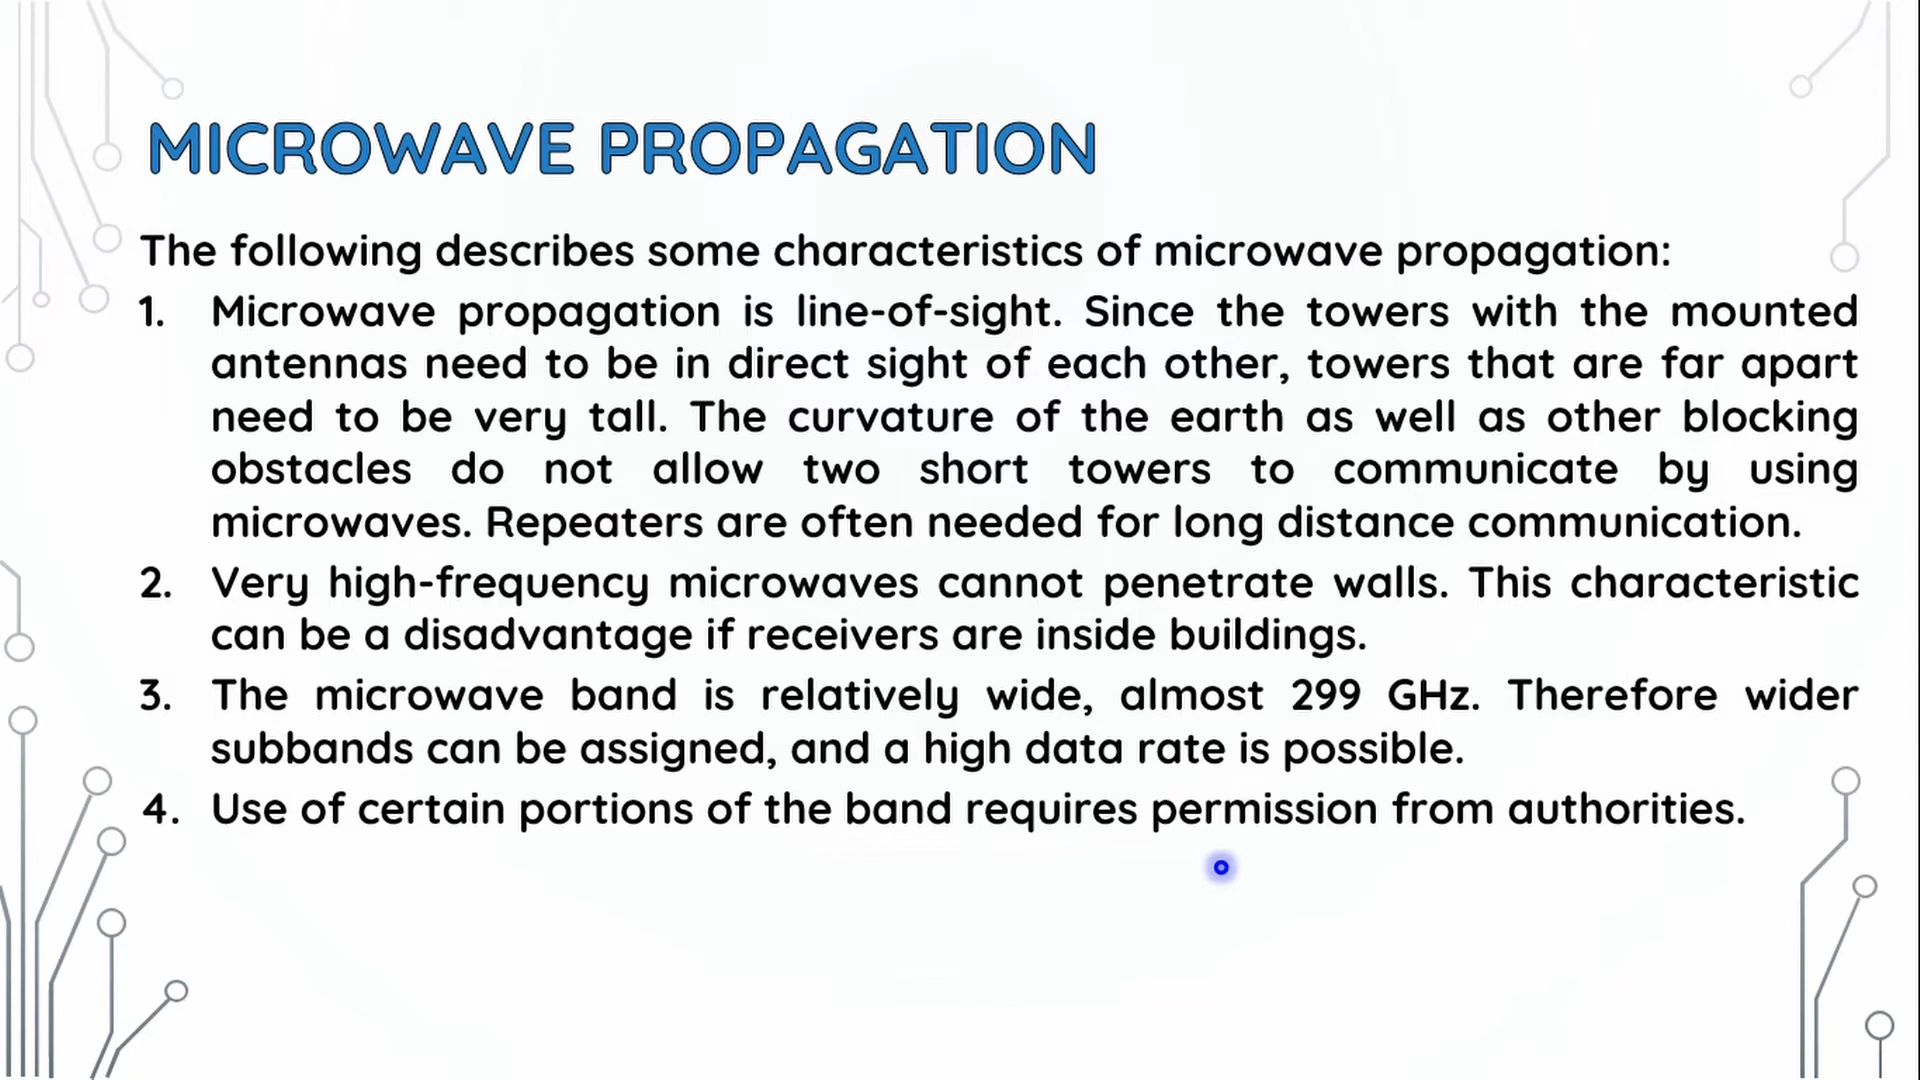 MICROWAVE PROPAGATION
The following describes some characteristics of microwave propagation:
1. Microwave propagation is line-of-sight. Since the towers with the mounted
antennas need to be in direct sight of each other, towers that are far apart
need to be very tall. The curvature of the earth as well as other blocking
obstacles do not allow two short towers to communicate by using
microwaves. Repeaters are often needed for long distance communication.
2. Very high-frequency microwaves cannot penetrate walls. This characteristic
can be a disadvantage if receivers are inside buildings.
3. The microwave band is relatively wide, almost 299 GHz. Therefore wider
subbands can be assigned, and a high data rate is possible.
4. Use of certain portions of the band requires permission from authorities.